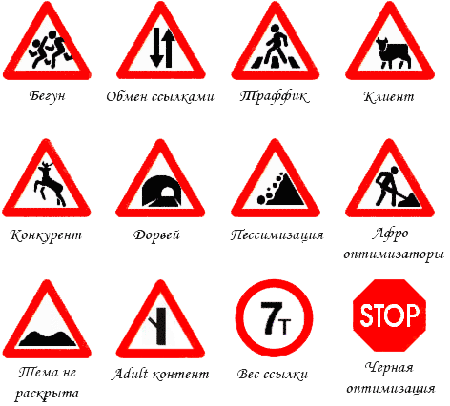 Бегун
Обмен ссылками
Траффик
Клиент
Конкурент
Дорвей
Пессимизация
Афро
оптимизаторы
7т
STOP
Тема не
раскрыта
Adult контент
Вес ссылки
Черная
оптимизация